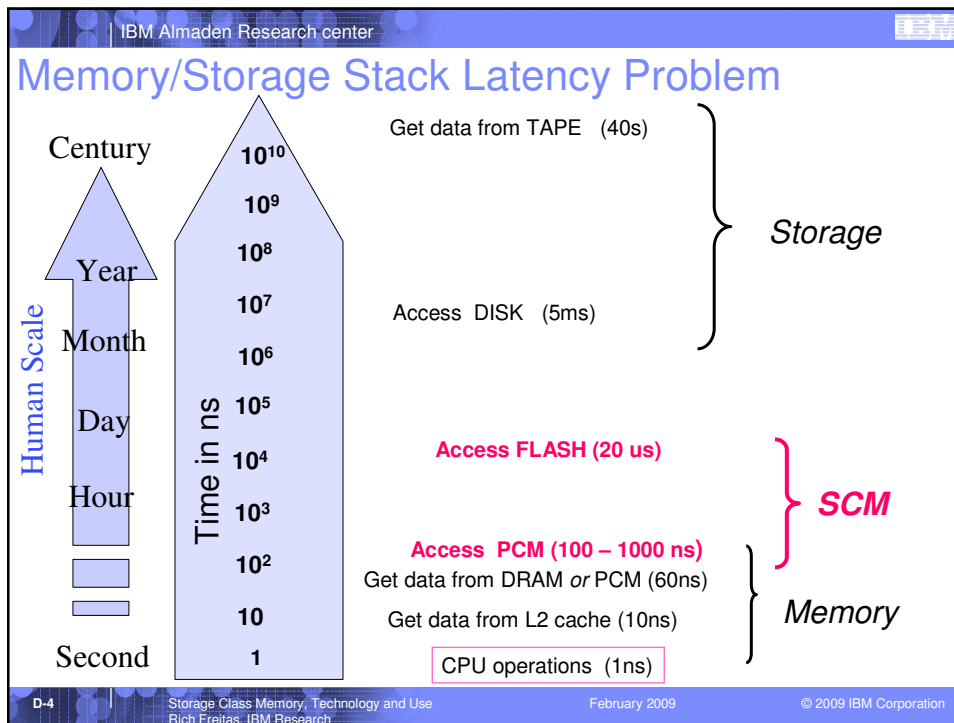 IBM Almaden Research center
IBM
Memory/Storage Stack Latency Problem
Human Scale
Century
Year
Month
Day
Hour
Second
Time in ns
10¹⁰
10⁹
10⁸
10⁷
10⁶
10⁵
10⁴
10³
10²
10
1
Get data from TAPE (40s)
Access DISK (5ms)
Storage
Access FLASH (20 us)
SCM
Access PCM (100 – 1000 ns)
Get data from DRAM or PCM (60ns)
Get data from L2 cache (10ns)
Memory
CPU operations (1ns)
D-4
Storage Class Memory, Technology and Use
Rich Freitas, IBM Research
February 2009
© 2009 IBM Corporation